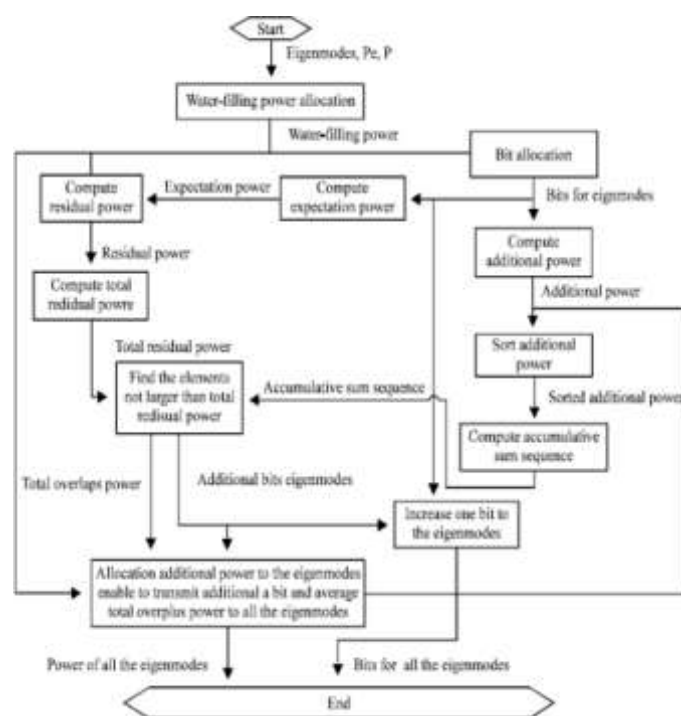 Start
Eigenmodes, Pe, P
Water-filling power allocation
Water-filling power
Bit allocation
Compute
residual power
Expectation power
Compute
expectation power
Bits for eignmodes
Residual power
Compute
additional power
Compute total
redidual powre
Additional power
Total residual power
Sort additional
power
Find the elements
not larger than total
redisual power
Accumulative sum sequence
Sorted additional power
Compute accumulative
sum sequence
Total overlaps power
Additional bits eigenmodes
Increase one bit to
the eigenmodes
Allocation additional power to the eigenmodes
enable to transmit additional a bit and average
total overplus power to all the eigenmodes
Power of all the eigenmodes
Bits for all the eigenmodes
End